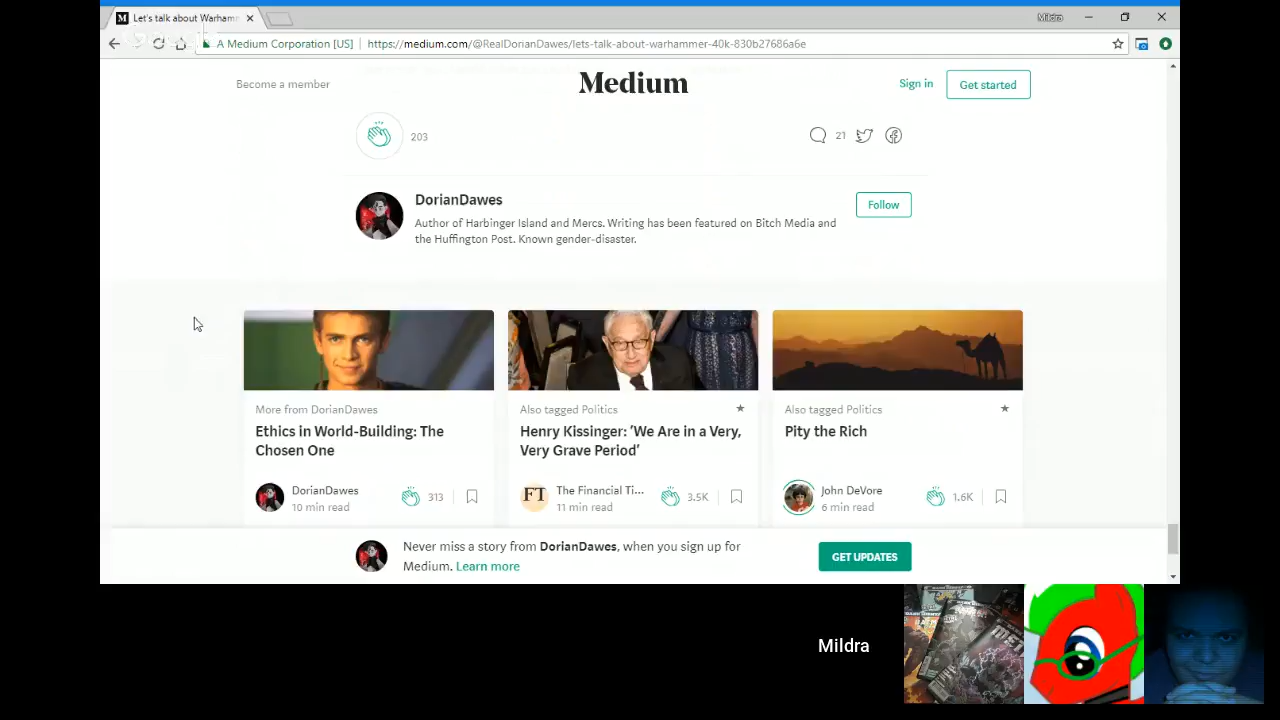 M Let's talk about Warhamm
Mildra
A Medium Corporation [US]
https://medium.com/@RealDorianDawes/lets-talk-about-warhammer-40k-830b27686a6e
Become a member
Medium
Sign in
Get started
203
21
DorianDawes
Follow
Author of Harbinger Island and Mercs. Writing has been featured on Bitch Media and
the Huffington Post. Known gender-disaster.
More from DorianDawes
Ethics in World-Building: The
Chosen One
DorianDawes
10 min read
313
Also tagged Politics
Henry Kissinger: 'We Are in a Very,
Very Grave Period'
FT
The Financial Ti...
11 min read
3.5K
Also tagged Politics
Pity the Rich
John DeVore
6 min read
1.6K
Never miss a story from DorianDawes, when you sign up for
Medium. Learn more
GET UPDATES
Mildra